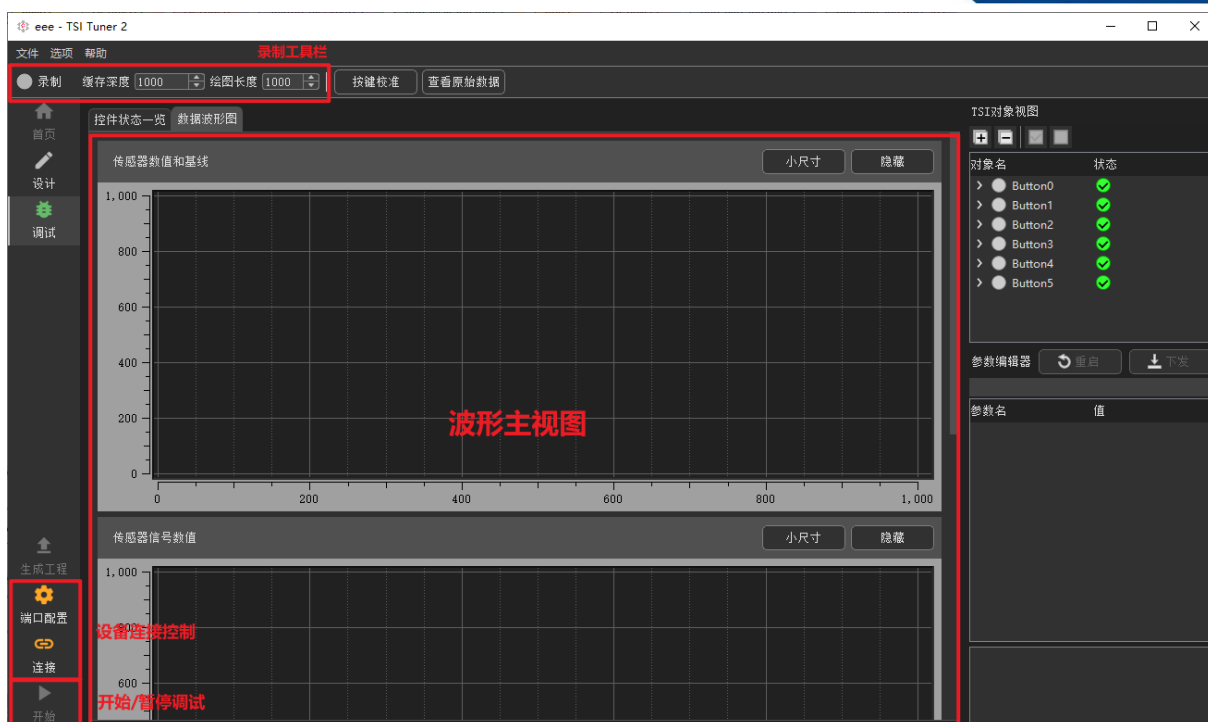 eee - TSI Tuner 2
文件 选项 帮助
录制工具栏
录制 缓存深度 1000 绘图长度 1000 按键校准 查看原始数据
首页
设计
调试
生成工程
端口配置
连接
开始
设备连接控制
开始/暂停调试
控件状态一览 数据波形图
传感器数值和基线 小尺寸 隐藏
1,000
800
600
400
200
0
0 200 400 600 800 1,000
波形主视图
传感器信号数值 小尺寸 隐藏
1,000
800
600
TSI对象视图
对象名 状态
Button0
Button1
Button2
Button3
Button4
Button5
参数编辑器 重启 下发
参数名 值